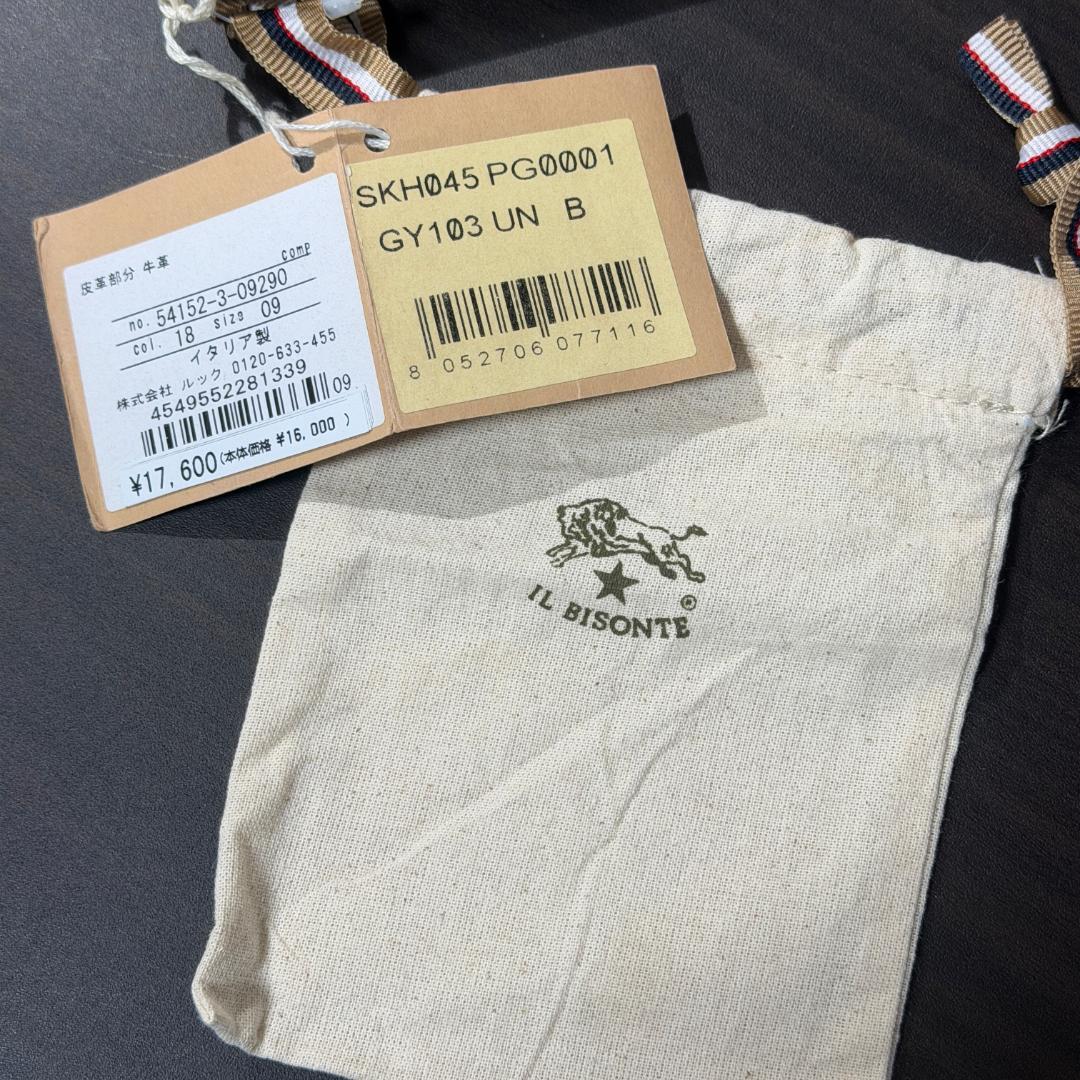 皮革部分 牛革
comp
no. 54152-3-09290
col. 18 size 09
イタリア製
株式会社 ルック 0120-633-455
4549552281339
09
¥17,600(本体価格 ¥16,000 )
SKH045 PG0001
GY103 UN B
8 052706 077116
IL BISONTE®